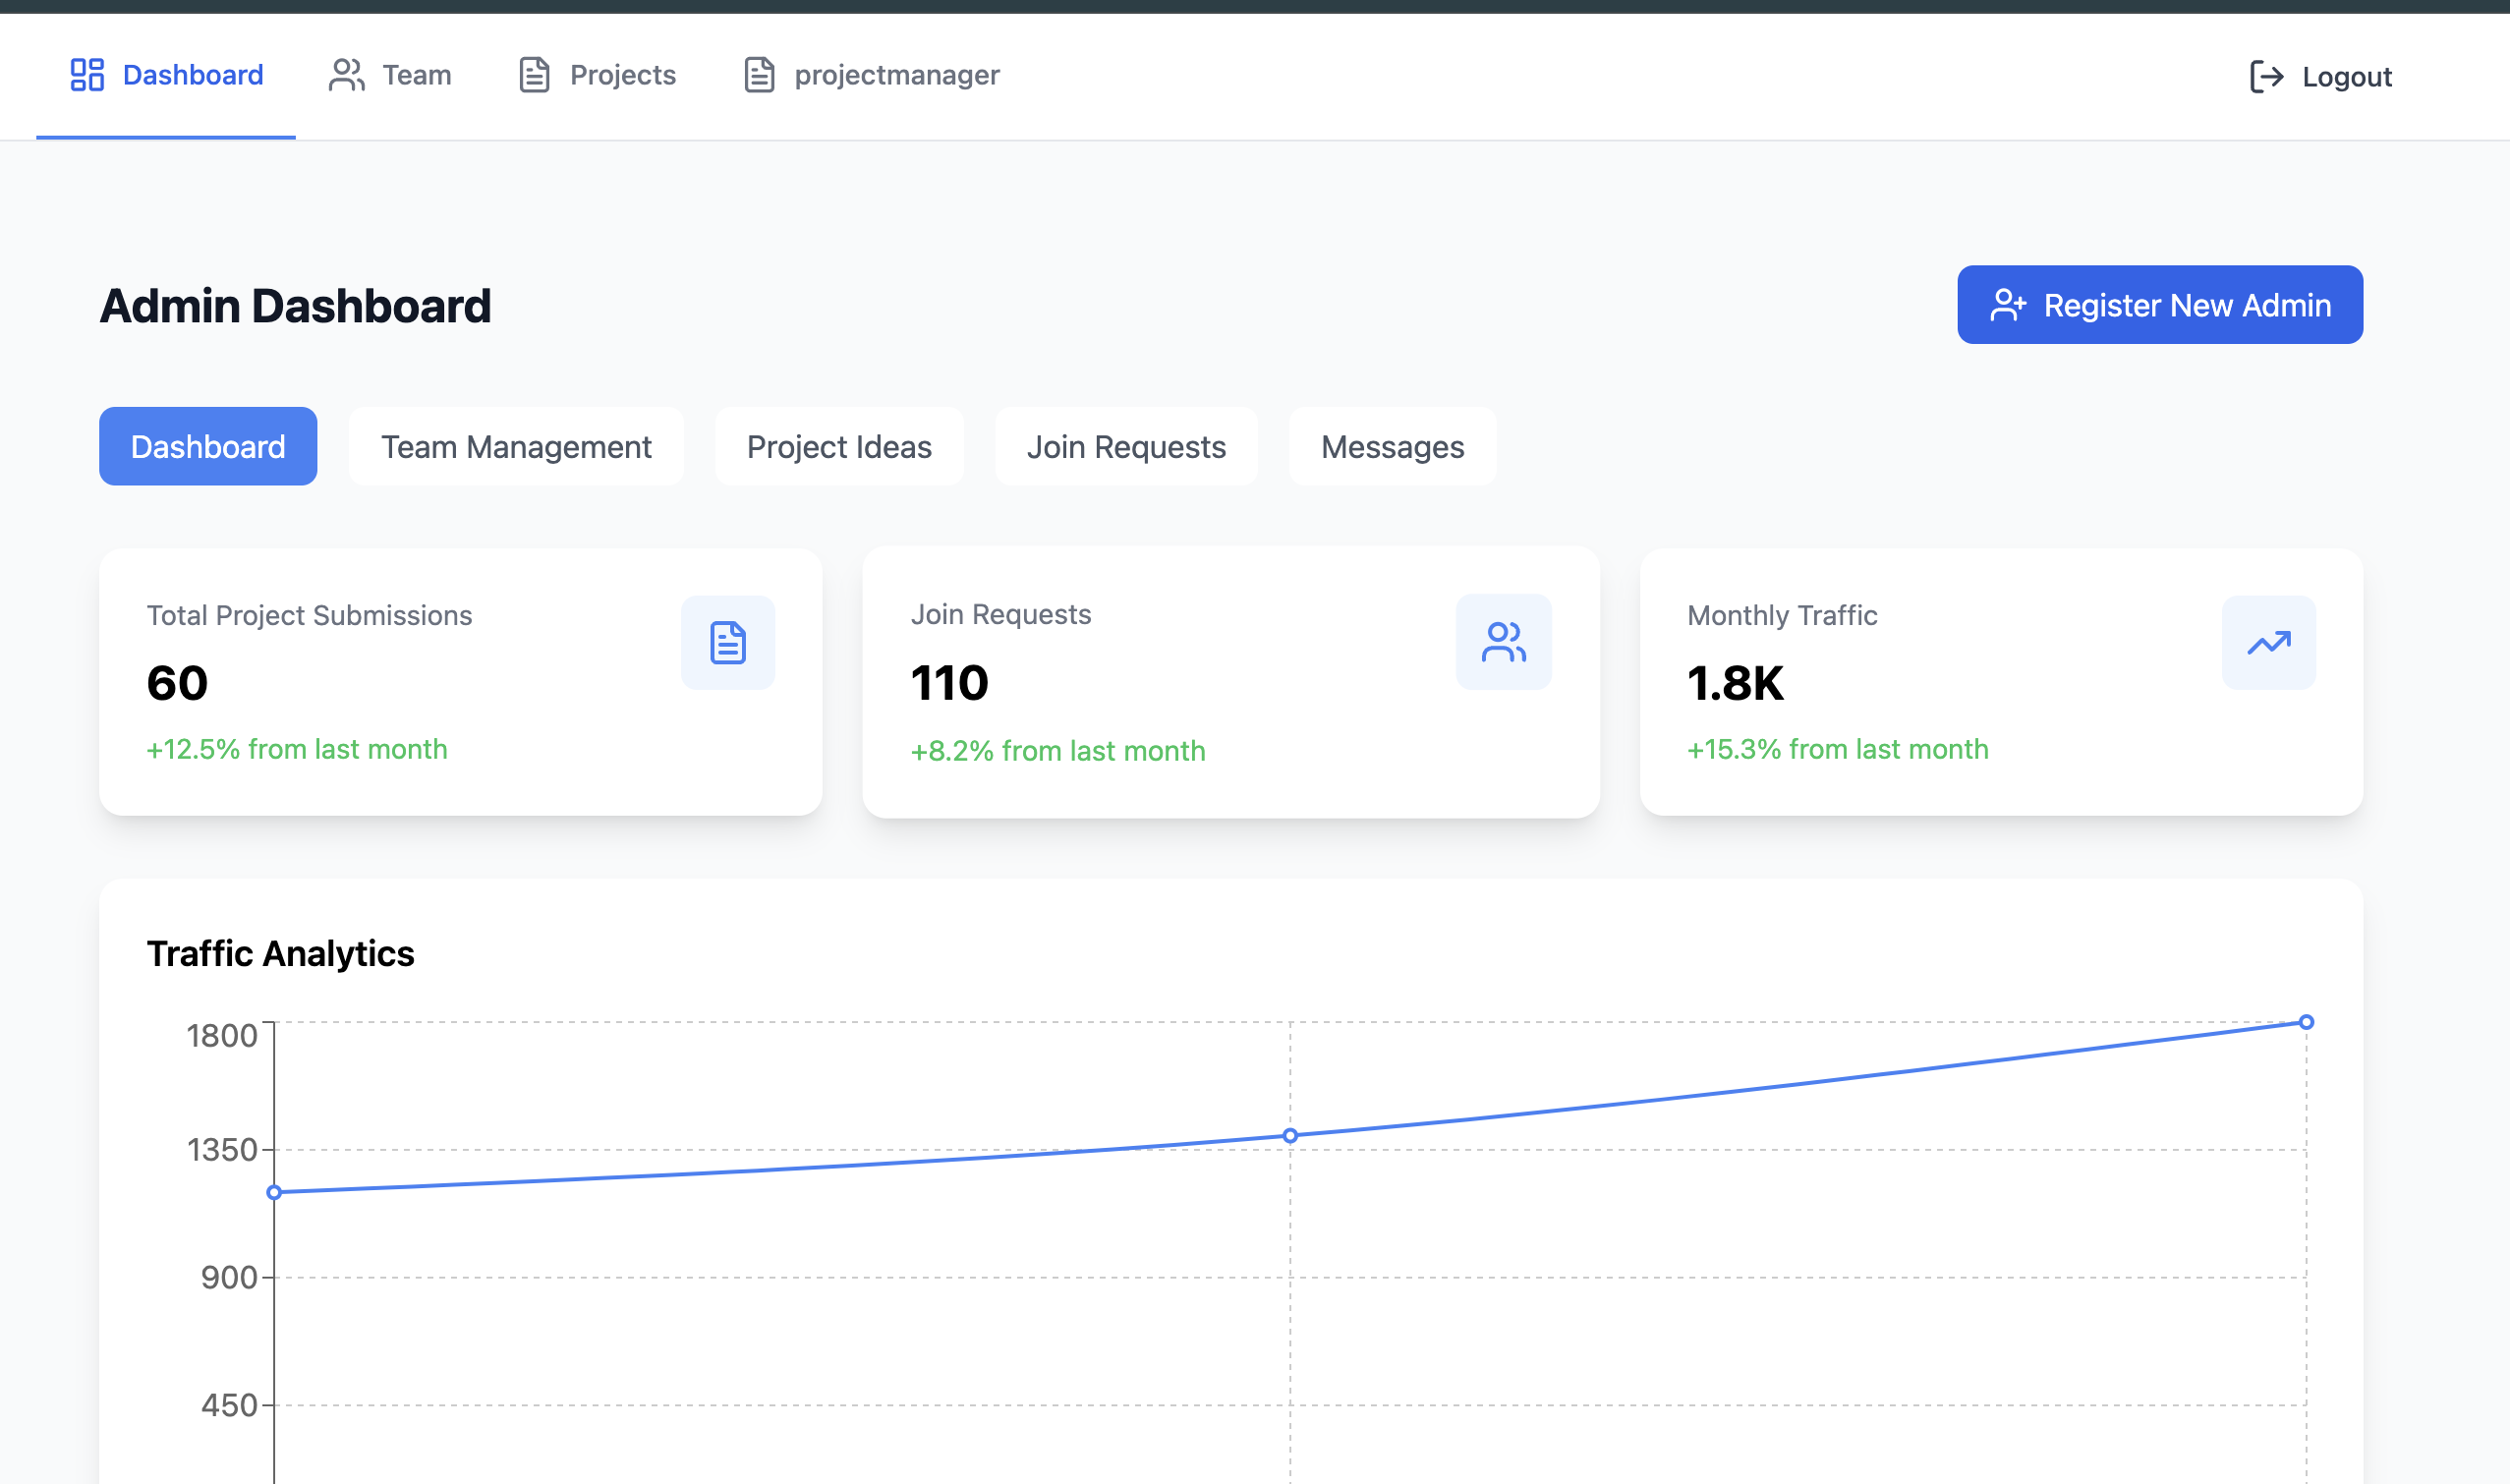 Dashboard
Team
Projects
projectmanager
Logout
Admin Dashboard
Register New Admin
Dashboard
Team Management
Project Ideas
Join Requests
Messages
Total Project Submissions
60
+12.5% from last month
Join Requests
110
+8.2% from last month
Monthly Traffic
1.8K
+15.3% from last month
Traffic Analytics
1800
1350
900
450